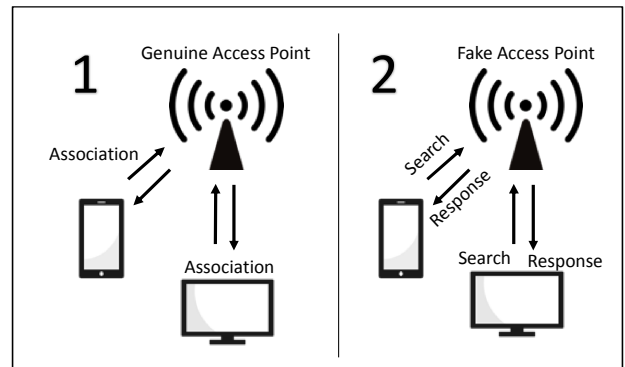 1
Genuine Access Point
Association
Association
2
Fake Access Point
Search
Response
Search
Response